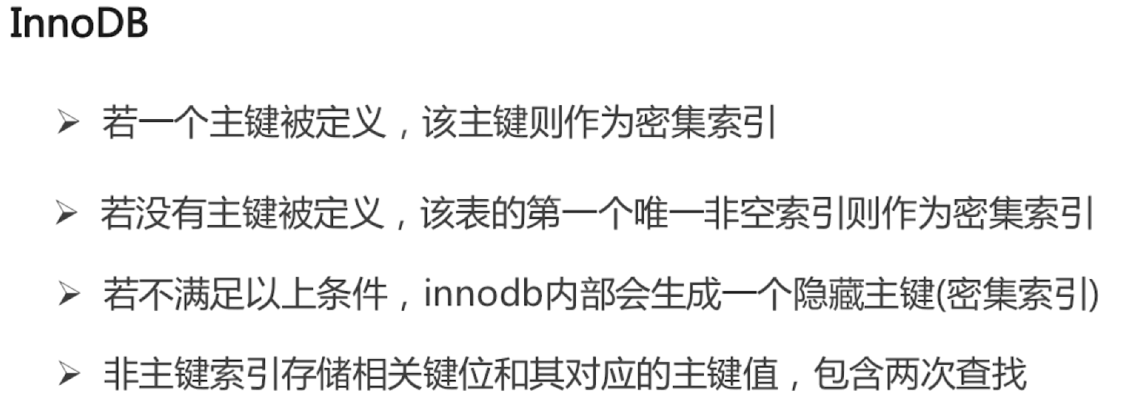 InnoDB
➢ 若一个主键被定义，该主键则作为密集索引
➢ 若没有主键被定义，该表的第一个唯一非空索引则作为密集索引
➢ 若不满足以上条件，innodb内部会生成一个隐藏主键(密集索引)
➢ 非主键索引存储相关键位和其对应的主键值，包含两次查找